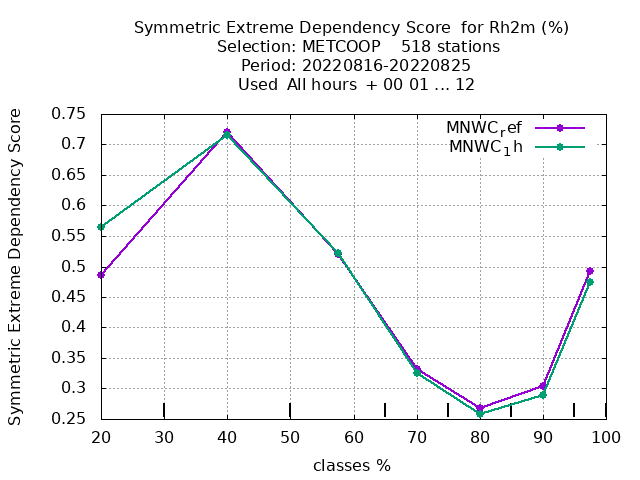 Symmetric Extreme Dependency Score for Rh2m (%)
Selection: METCOOP 518 stations
Period: 20220816-20220825
Used All hours + 00 01 ... 12
Symmetric Extreme Dependency Score
0.75
0.7
0.65
0.6
0.55
0.5
0.45
0.4
0.35
0.3
0.25
MNWC_ref
MNWC_1h
20 30 40 50 60 70 80 90 100
classes %